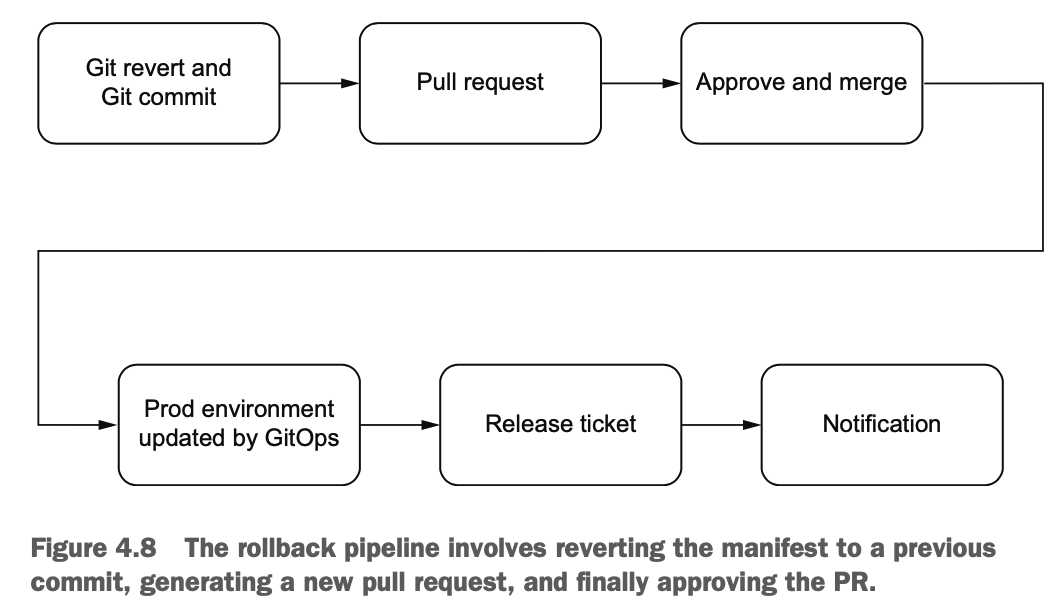 Git revert and
Git commit
Pull request
Approve and merge
Prod environment
updated by GitOps
Release ticket
Notification
Figure 4.8 The rollback pipeline involves reverting the manifest to a previous
commit, generating a new pull request, and finally approving the PR.